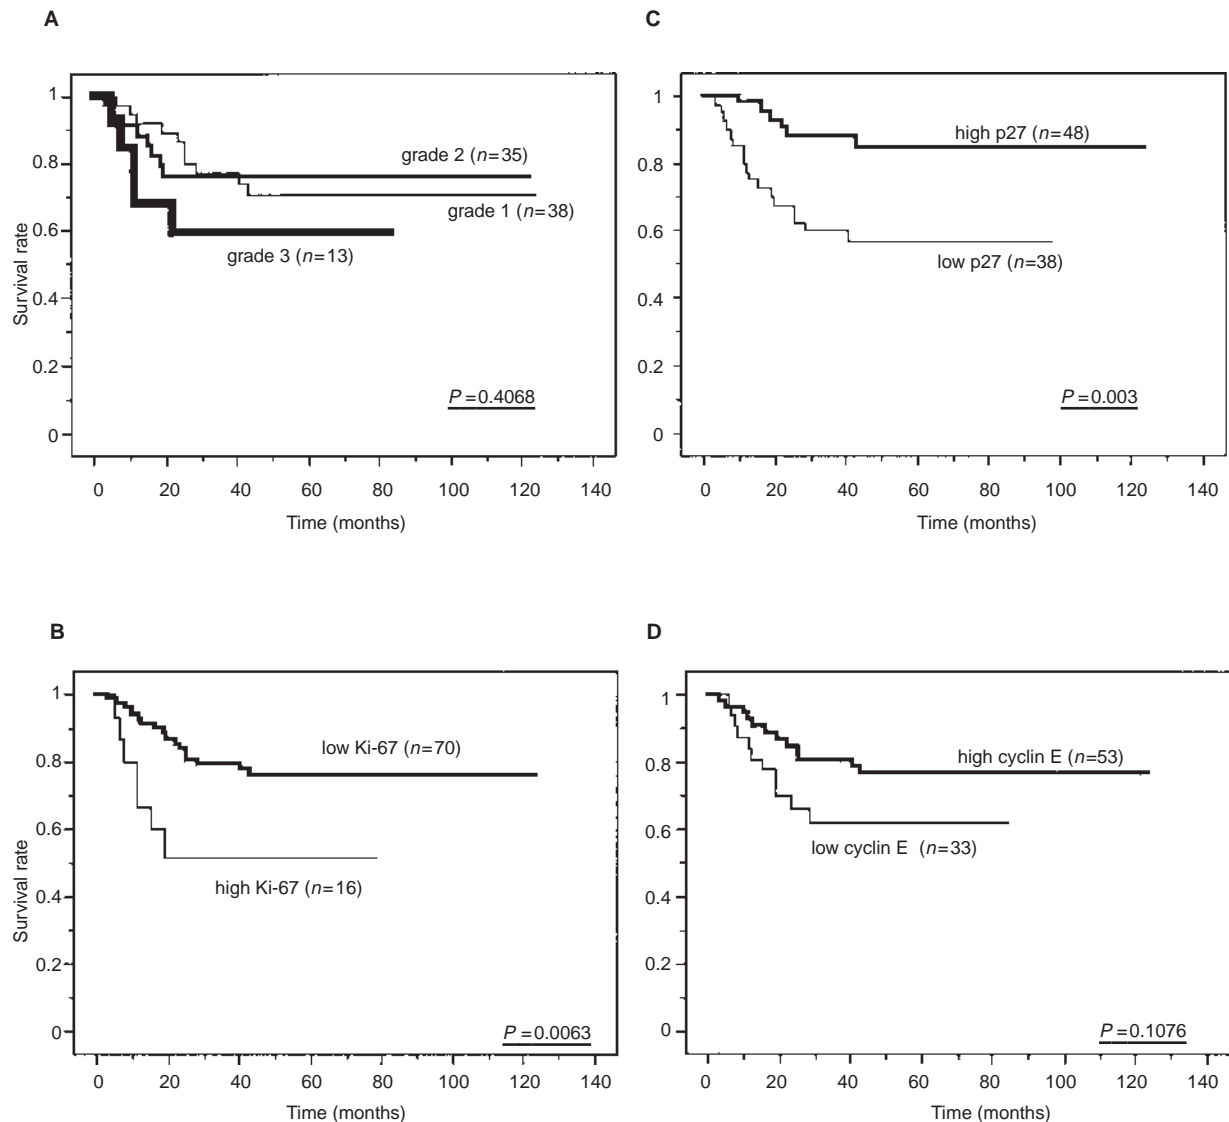 A
Survival rate
1
0.8
0.6
0.4
0.2
0
grade 2 (n=35)
grade 1 (n=38)
grade 3 (n=13)
P=0.4068
0 20 40 60 80 100 120 140
Time (months)
C
1
0.8
0.6
0.4
0.2
0
high p27 (n=48)
low p27 (n=38)
P=0.003
0 20 40 60 80 100 120 140
Time (months)
B
Survival rate
1
0.8
0.6
0.4
0.2
0
low Ki-67 (n=70)
high Ki-67 (n=16)
P=0.0063
0 20 40 60 80 100 120 140
Time (months)
D
1
0.8
0.6
0.4
0.2
0
high cyclin E (n=53)
low cyclin E (n=33)
P=0.1076
0 20 40 60 80 100 120 140
Time (months)